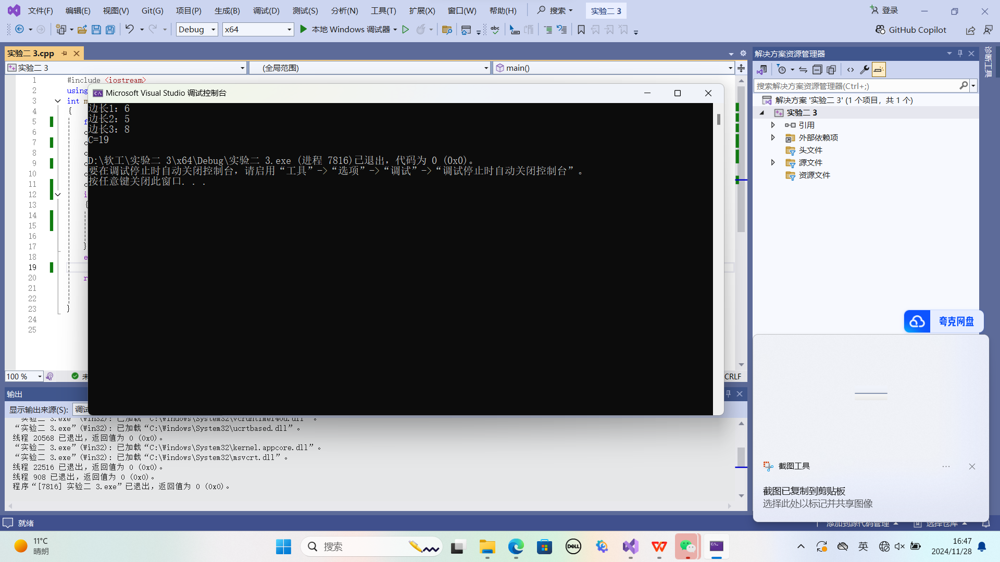 文件(F) 编辑(E) 视图(V) Git(G) 项目(P) 生成(B) 调试(D) 测试(S) 分析(N) 工具(T) 扩展(X) 窗口(W) 帮助(H) 搜索 实验二 3 登录
Debug x64 本地 Windows 调试器 GitHub Copilot
实验二 3.cpp
实验二 3 (全局范围) main()
1 #include <iostream>
2 using
3 int m
4 {
5 f
6 c
7 c
8 c
9 c
10 c
11 c
12 i
13 {
14
15
16
17 }
18 e
19
20 r
21
22
23 }
24
25
Microsoft Visual Studio 调试控制台
边长1: 6
边长2: 5
边长3: 8
C=19
D:\软工\实验二 3\x64\Debug\实验二 3.exe (进程 7816)已退出，代码为 0 (0x0)。
要在调试停止时自动关闭控制台，请启用“工具”->“选项”->“调试”->“调试停止时自动关闭控制台”。
按任意键关闭此窗口. . .
100 % CRLF
输出
显示输出来源(S): 调试
“实验二 3.exe”(Win32): 已加载“C:\Windows\System32\vcruntime140d.dll”。
“实验二 3.exe”(Win32): 已加载“C:\Windows\System32\ucrtbased.dll”。
线程 20568 已退出，返回值为 0 (0x0)。
“实验二 3.exe”(Win32): 已加载“C:\Windows\System32\kernel.appcore.dll”。
“实验二 3.exe”(Win32): 已加载“C:\Windows\System32\msvcrt.dll”。
线程 22516 已退出，返回值为 0 (0x0)。
线程 908 已退出，返回值为 0 (0x0)。
程序“[7816] 实验二 3.exe”已退出，返回值为 0 (0x0)。
解决方案资源管理器
搜索解决方案资源管理器(Ctrl+;)
解决方案 '实验二 3' (1 个项目，共 1 个)
实验二 3
引用
外部依赖项
头文件
源文件
资源文件
诊断工具
夸克网盘
截图工具
截图已复制到剪贴板
选择此处以标记并共享图像
就绪 添加到源代码管理 选择仓库
11°C
晴朗
搜索
DELL
英
16:47
2024/11/28